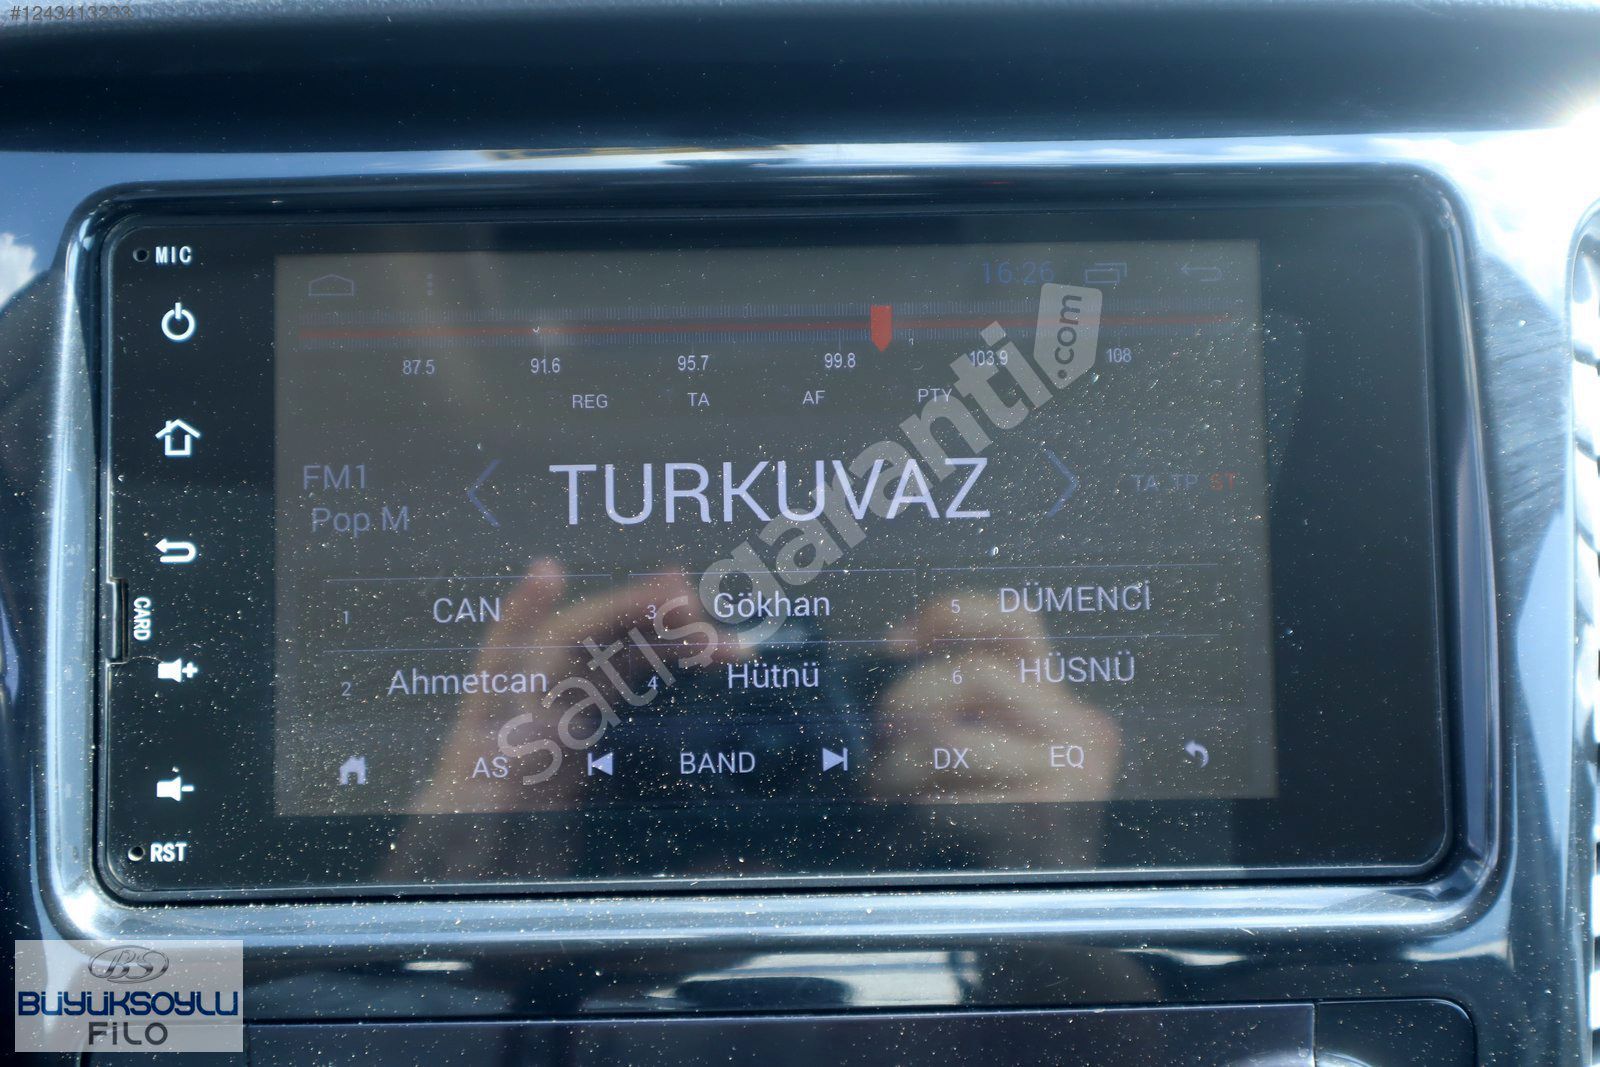 #1243413233
MIC
16:26
87.5 91.6 95.7 99.8 103.9 108
REG TA AF PTY
FM1
Pop M
TURKUVAZ
TA TP ST
1 CAN 3 Gökhan 5 DÜMENCİ
2 Ahmetcan 4 Hütnü 6 HÜSNÜ
AS BAND DX EQ
CARD
RST
satışgaranti.com
BS
BÜYÜKSOYLU
FİLO